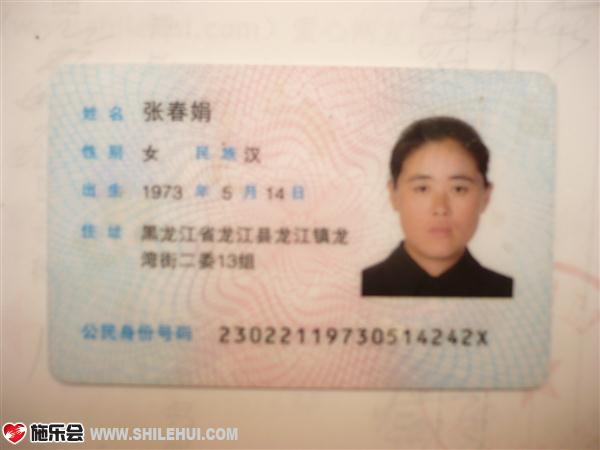 姓名 张春娟
性别 女 民族 汉
出生 1973 年 5 月 14 日
住址 黑龙江省龙江县龙江镇龙
湾街二委13组
公民身份号码 23022119730514242X
施乐会 WWW.SHILEHUI.COM